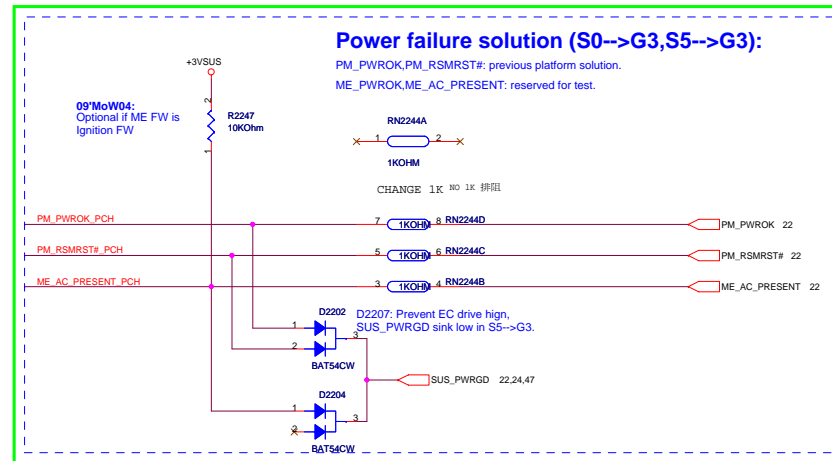 Power failure solution (S0-->G3,S5-->G3):
PM_PWROK,PM_RSMRST#: previous platform solution.
ME_PWROK,ME_AC_PRESENT: reserved for test.
+3VSUS
09'MoW04:
Optional if ME FW is
Ignition FW
2
R2247
10KOhm
1
RN2244A
1 2
1KOHM
CHANGE 1K NO 1K 排阻
PM_PWROK_PCH 7 1KOHM 8 RN2244D PM_PWROK 22
PM_RSMRST#_PCH 5 1KOHM 6 RN2244C PM_RSMRST# 22
ME_AC_PRESENT_PCH 3 1KOHM 4 RN2244B ME_AC_PRESENT 22
D2202
D2207: Prevent EC drive hign,
SUS_PWRGD sink low in S5-->G3.
1
3
2
BAT54CW
SUS_PWRGD 22,24,47
D2204
1
3
2
BAT54CW